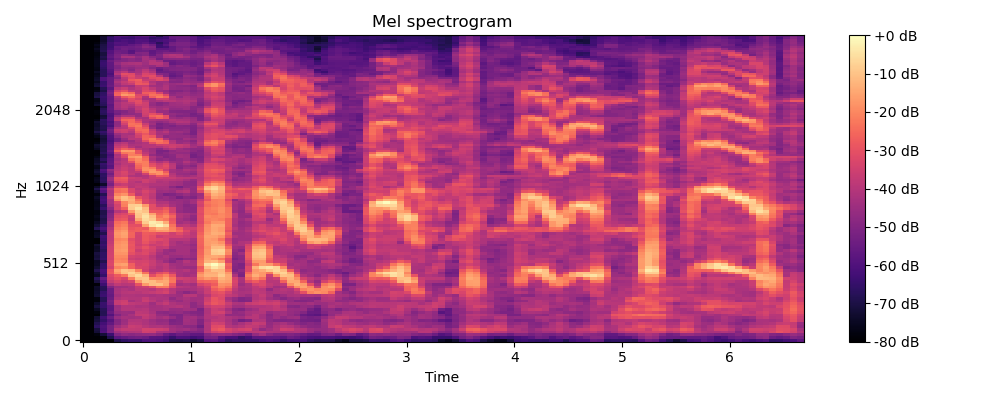 Mel spectrogram
Hz
2048
1024
512
0
0 1 2 3 4 5 6
Time
+0 dB
-10 dB
-20 dB
-30 dB
-40 dB
-50 dB
-60 dB
-70 dB
-80 dB